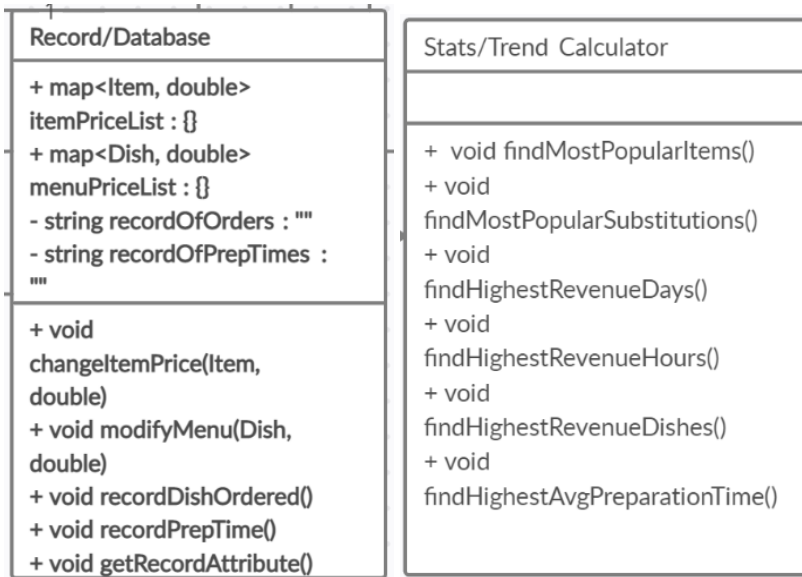 1
Record/Database
+ map<Item, double>
itemPriceList : {}
+ map<Dish, double>
menuPriceList : {}
- string recordOfOrders : ""
- string recordOfPrepTimes :
""
+ void
changeItemPrice(Item,
double)
+ void modifyMenu(Dish,
double)
+ void recordDishOrdered()
+ void recordPrepTime()
+ void getRecordAttribute()
Stats/Trend Calculator
+ void findMostPopularItems()
+ void
findMostPopularSubstitutions()
+ void
findHighestRevenueDays()
+ void
findHighestRevenueHours()
+ void
findHighestRevenueDishes()
+ void
findHighestAvgPreparationTime()